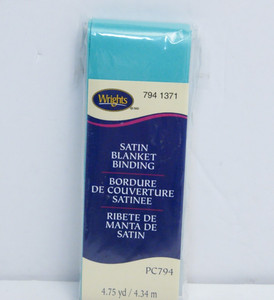 Wrights
794 1371
SATIN
BLANKET
BINDING
BORDURE
DE COUVERTURE
SATINEE
RIBETE DE
MANTA DE
SATIN
PC794
4.75 yd / 4.34 m